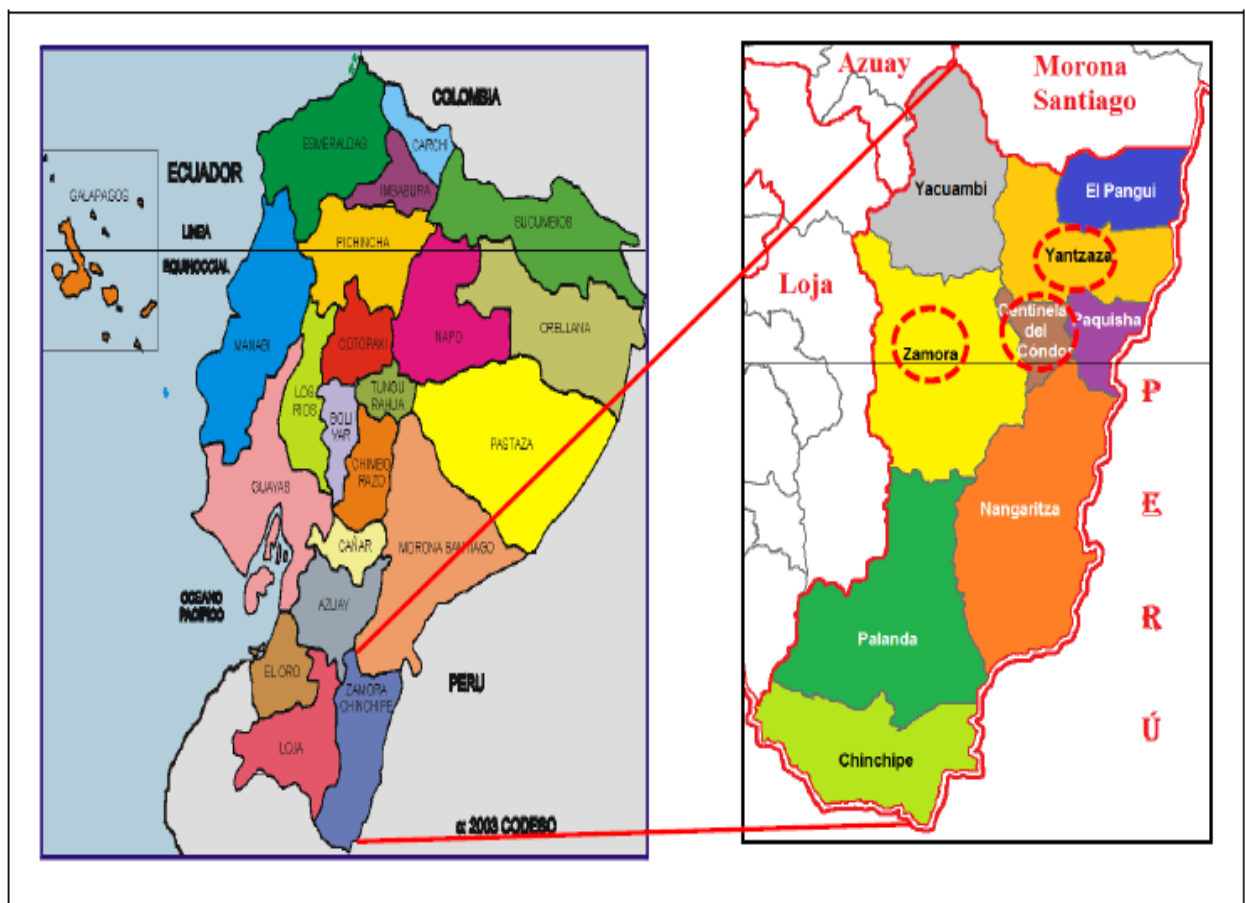 COLOMBIA
ESMERALDAS
CARCHI
ECUADOR
IMBABURA
GALAPAGOS
SUCUMBIOS
LINEA
PICHINCHA
EQUINOCCIAL
ORELLANA
MANABI
COTOPAXI
NAPO
LOS
RIOS
TUNGU
RAHUA
BOLI
VAR
PASTAZA
CHIMBO
RAZO
GUAYAS
CAÑAR
MORONA SANTIAGO
OCEANO
PACIFICO
AZUAY
EL ORO
PERU
ZAMORA
CHINCHIPE
LOJA
α 2003 CODESO
Azuay
Morona
Santiago
Yacuambi
El Pangui
Yantzaza
Loja
Centinela
del
Cóndor
Paquisha
Zamora
P
E
R
Ú
Nangaritza
Palanda
Chinchipe